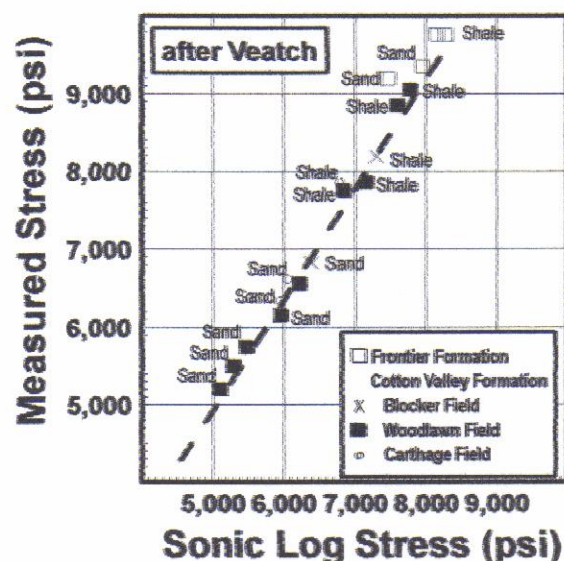 after Veatch
Shale
Sand
Sand
9,000
Shale
Shale
8,000
Shale
Shale
Shale
Shale
7,000
Sand
Sand
6,000
Sand
Sand
Sand
Sand
5,000
Frontier Formation
Cotton Valley Formation
Blocker Field
Woodlawn Field
Carthage Field
5,000 6,000 7,000 8,000 9,000
Sonic Log Stress (psi)
Measured Stress (psi)